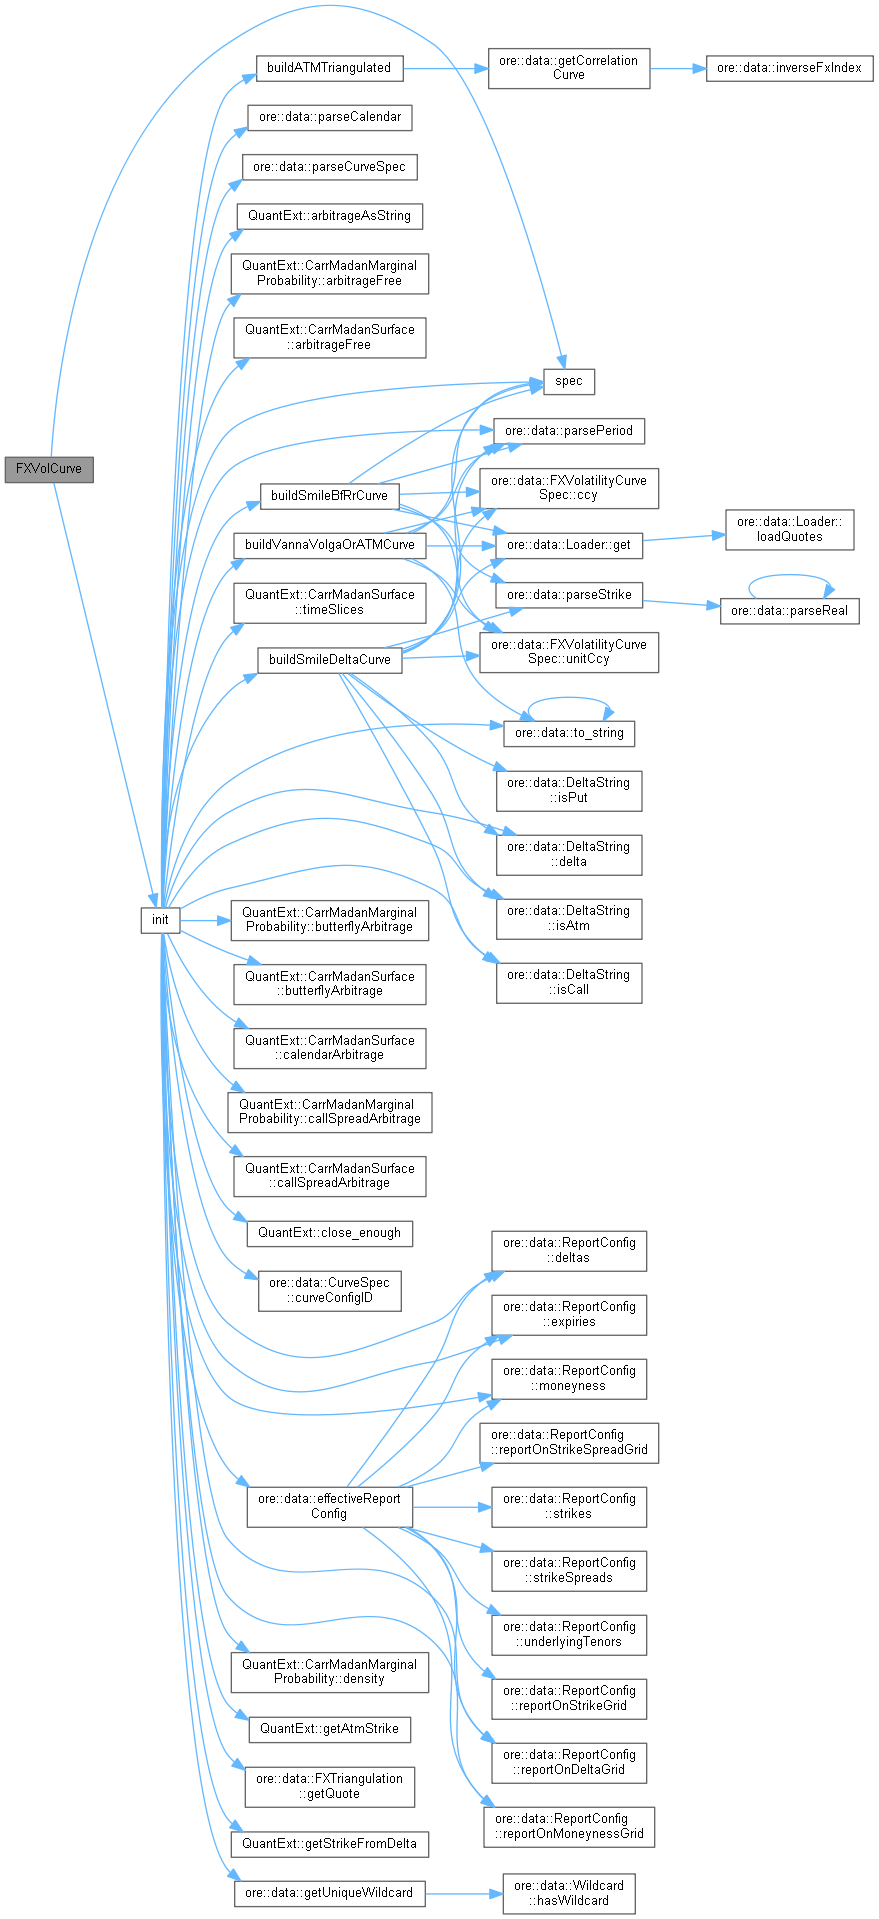 FXVolCurve
init
buildATMTriangulated
ore::data::parseCalendar
ore::data::parseCurveSpec
QuantExt::arbitrageAsString
QuantExt::CarrMadanMarginal
Probability::arbitrageFree
QuantExt::CarrMadanSurface
::arbitrageFree
buildSmileBfRrCurve
buildVannaVolgaOrATMCurve
QuantExt::CarrMadanSurface
::timeSlices
buildSmileDeltaCurve
QuantExt::CarrMadanMarginal
Probability::butterflyArbitrage
QuantExt::CarrMadanSurface
::butterflyArbitrage
QuantExt::CarrMadanSurface
::calendarArbitrage
QuantExt::CarrMadanMarginal
Probability::callSpreadArbitrage
QuantExt::CarrMadanSurface
::callSpreadArbitrage
QuantExt::close_enough
ore::data::CurveSpec
::curveConfigID
ore::data::effectiveReport
Config
QuantExt::CarrMadanMarginal
Probability::density
QuantExt::getAtmStrike
ore::data::FXTriangulation
::getQuote
QuantExt::getStrikeFromDelta
ore::data::getUniqueWildcard
ore::data::getCorrelation
Curve
spec
ore::data::parsePeriod
ore::data::FXVolatilityCurve
Spec::ccy
ore::data::Loader::get
ore::data::parseStrike
ore::data::FXVolatilityCurve
Spec::unitCcy
ore::data::to_string
ore::data::DeltaString
::isPut
ore::data::DeltaString
::delta
ore::data::DeltaString
::isAtm
ore::data::DeltaString
::isCall
ore::data::ReportConfig
::deltas
ore::data::ReportConfig
::expiries
ore::data::ReportConfig
::moneyness
ore::data::ReportConfig
::reportOnStrikeSpreadGrid
ore::data::ReportConfig
::strikes
ore::data::ReportConfig
::strikeSpreads
ore::data::ReportConfig
::underlyingTenors
ore::data::ReportConfig
::reportOnStrikeGrid
ore::data::ReportConfig
::reportOnDeltaGrid
ore::data::ReportConfig
::reportOnMoneynessGrid
ore::data::Wildcard
::hasWildcard
ore::data::inverseFxIndex
ore::data::Loader::
loadQuotes
ore::data::parseReal